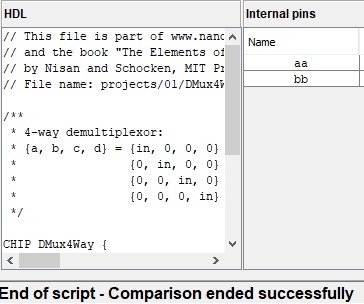 HDL
// This file is part of www.nand
// and the book "The Elements of
// by Nisan and Schocken, MIT Pr
// File name: projects/01/DMux4W
/**
* 4-way demultiplexor:
* {a, b, c, d} = {in, 0, 0, 0}
* {0, in, 0, 0}
* {0, 0, in, 0}
* {0, 0, 0, in}
*/
CHIP DMux4Way {
Internal pins
Name
aa
bb
End of script - Comparison ended successfully